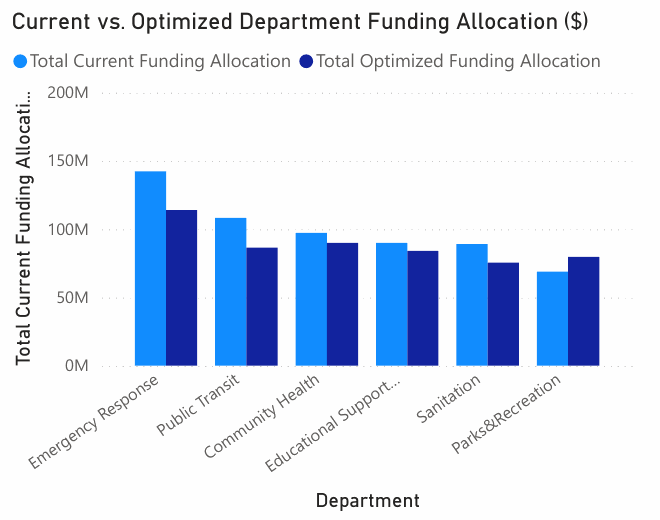 Current vs. Optimized Department Funding Allocation ($)
Total Current Funding Allocation Total Optimized Funding Allocation
Total Current Funding Allocati...
200M
150M
100M
50M
0M
Emergency Response
Public Transit
Community Health
Educational Support...
Sanitation
Parks&Recreation
Department